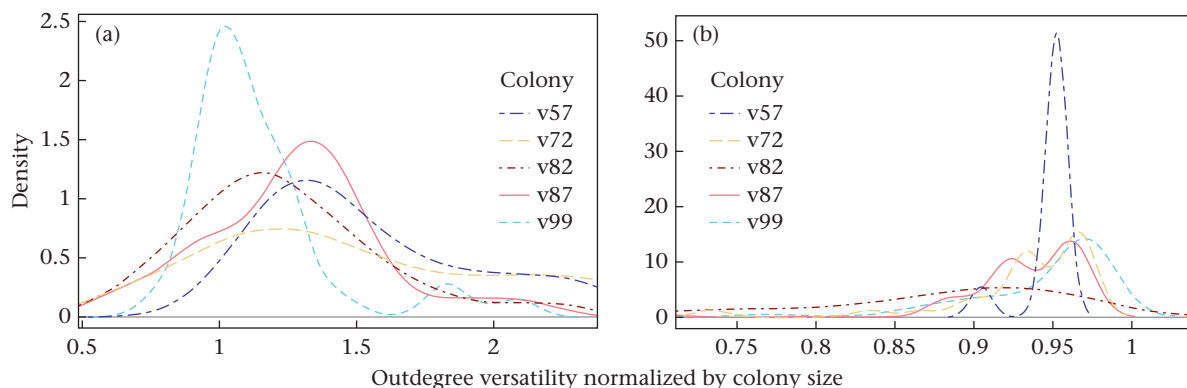 (a)
Density
2.5
2
1.5
1
0.5
0
Colony
v57
v72
v82
v87
v99
0.5 1 1.5 2
(b)
50
40
30
20
10
0
Colony
v57
v72
v82
v87
v99
0.75 0.8 0.85 0.9 0.95 1
Outdegree versatility normalized by colony size